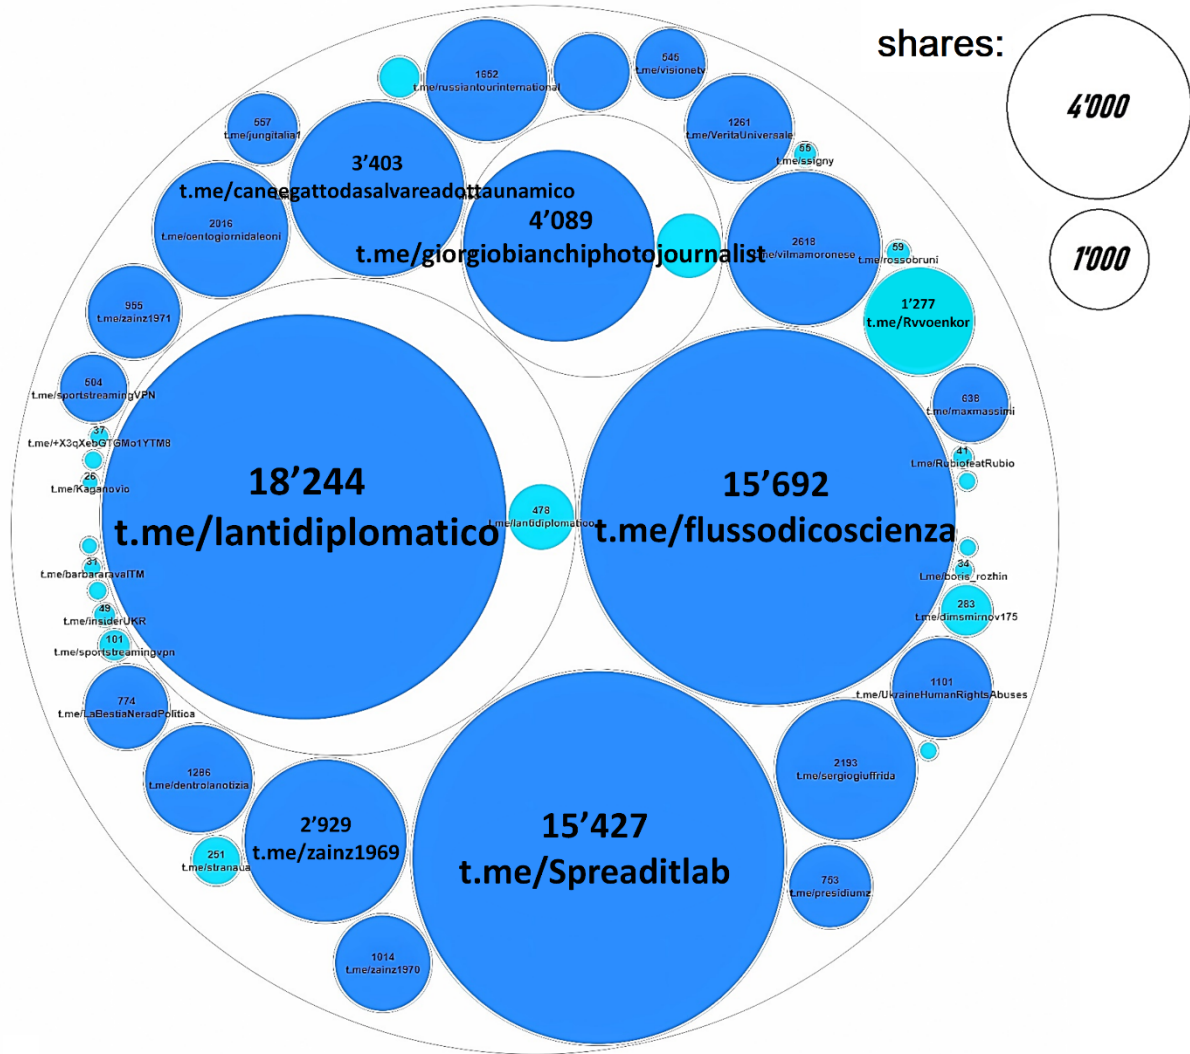 shares:
4'000
1'000
545
t.me/visionetv
1652
t.me/russiantourinternational
1261
t.me/VeritaUniversale
557
t.me/jungitalia1
55
t.me/ssigny
3'403
t.me/caneegattodasalvareadottaunamico
4'089
t.me/giorgiobianchiphotojournalist
2016
t.me/centogiornidaleoni
2618
t.me/vilmamoronese
59
t.me/rossobruni
955
t.me/zainz1971
1'277
t.me/Rvvoenkor
504
t.me/sportstreamingVPN
638
t.me/maxmassimi
37
t.me/+X3qXebGTGMo1YTM8
41
t.me/RubiofeatRubio
26
t.me/Kaganovic
18'244
t.me/lantidiplomatico
478
t.me/lantidiplomatico
15'692
t.me/flussodicoscienza
31
t.me/barbararavalTM
34
t.me/boris_rozhin
49
t.me/insiderUKR
283
t.me/dimsmirnov175
101
t.me/sportstreamingvpn
1101
t.me/UkraineHumanRightsAbuses
774
t.me/LaBestiaNeradPolitica
2193
t.me/sergiogiuffrida
1286
t.me/dentrolanotizia
2'929
t.me/zainz1969
15'427
t.me/Spreaditlab
251
t.me/stranaua
753
t.me/presidiumz
1014
t.me/zainz1970